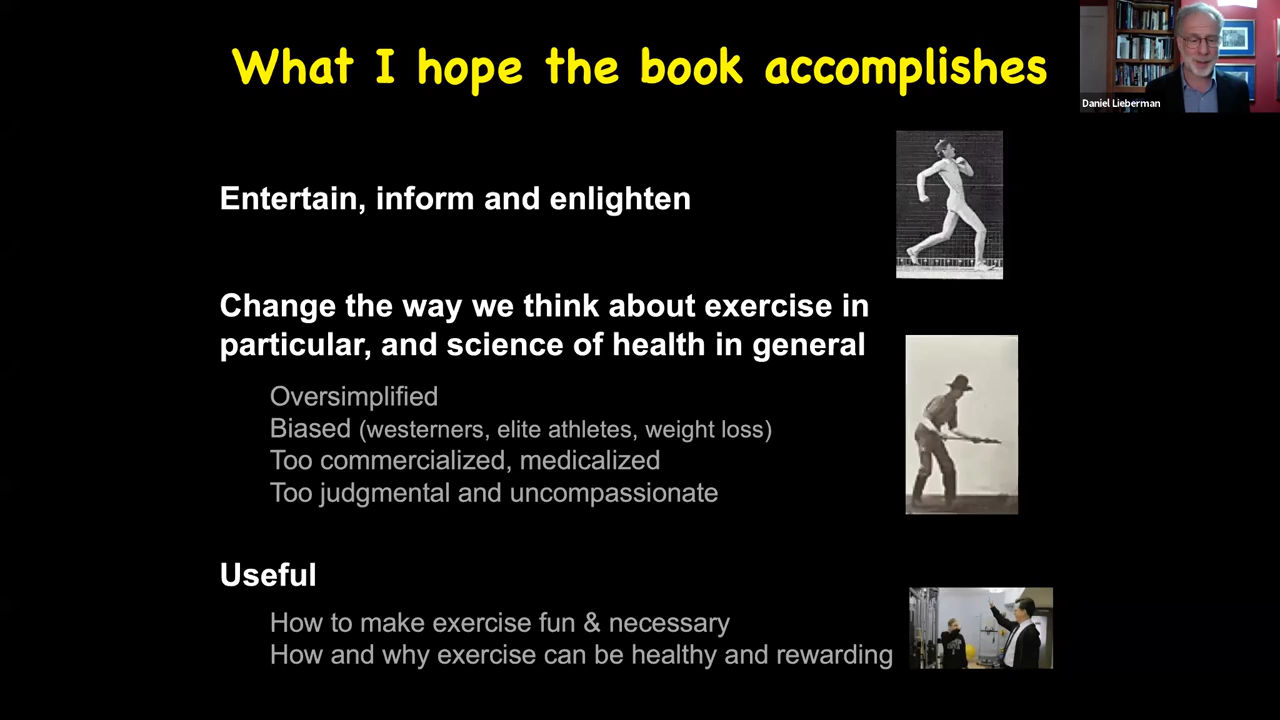 What I hope the book accomplishes
Daniel Lieberman
Entertain, inform and enlighten
Change the way we think about exercise in
particular, and science of health in general
Oversimplified
Biased (westerners, elite athletes, weight loss)
Too commercialized, medicalized
Too judgmental and uncompassionate
Useful
How to make exercise fun & necessary
How and why exercise can be healthy and rewarding